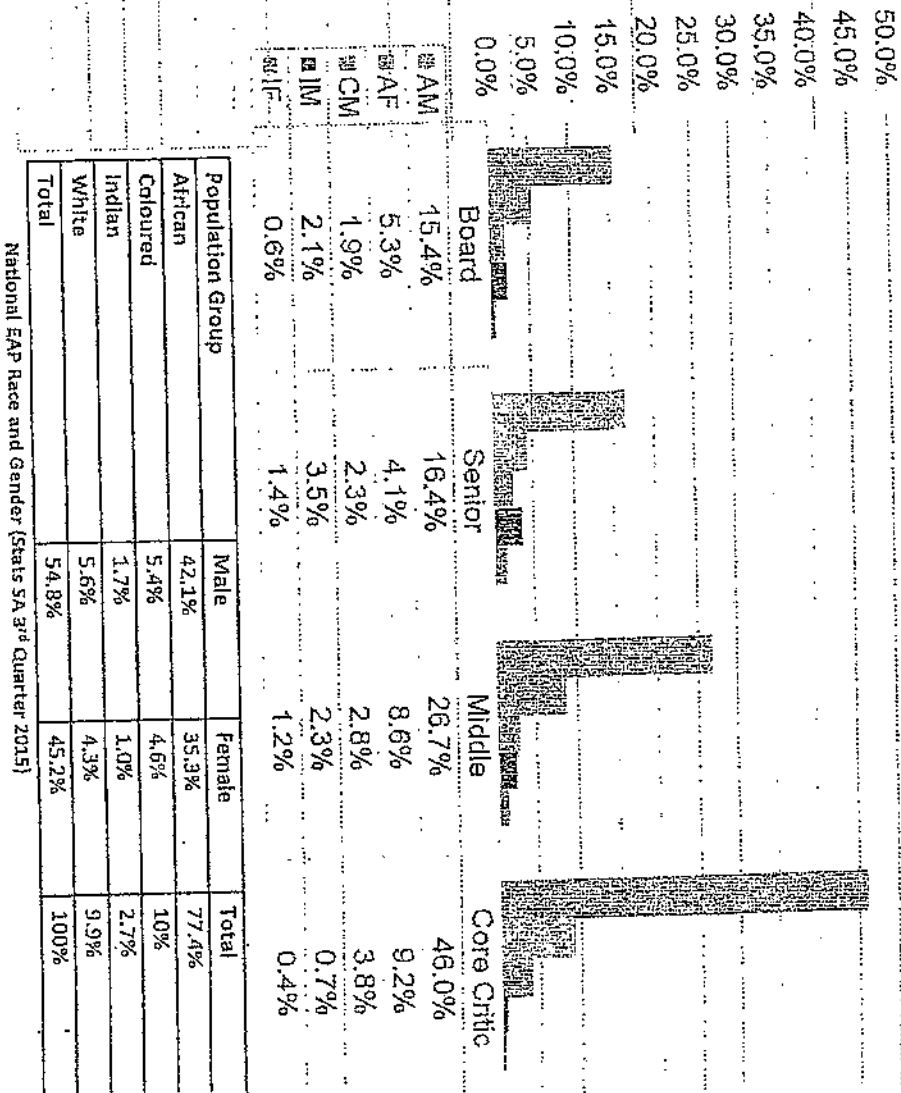 50.0%
45.0%
40.0%
35.0%
30.0%
25.0%
20.0%
15.0%
10.0%
5.0%
0.0%
Board Senior Middle Core Critic
AM 15.4% 16.4% 26.7% 46.0%
AF 5.3% 4.1% 8.6% 9.2%
CM 1.9% 2.3% 2.8% 3.8%
IM 2.1% 3.5% 2.3% 0.7%
IF 0.6% 1.4% 1.2% 0.4%
Population Group Male Female Total
African 42.1% 35.3% 77.4%
Coloured 5.4% 4.6% 10%
Indian 1.7% 1.0% 2.7%
White 5.6% 4.3% 9.9%
Total 54.8% 45.2% 100%
National EAP Race and Gender (Stats SA 3rd Quarter 2015)